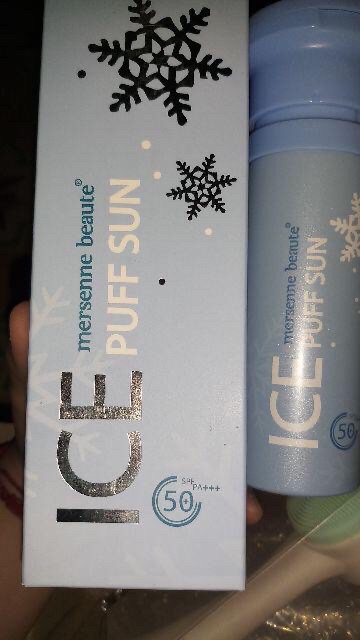 mersenne beaute®
ICE PUFF SUN
SPF
50+
PA+++
mersenne beaute®
ICE PUFF SUN
50+